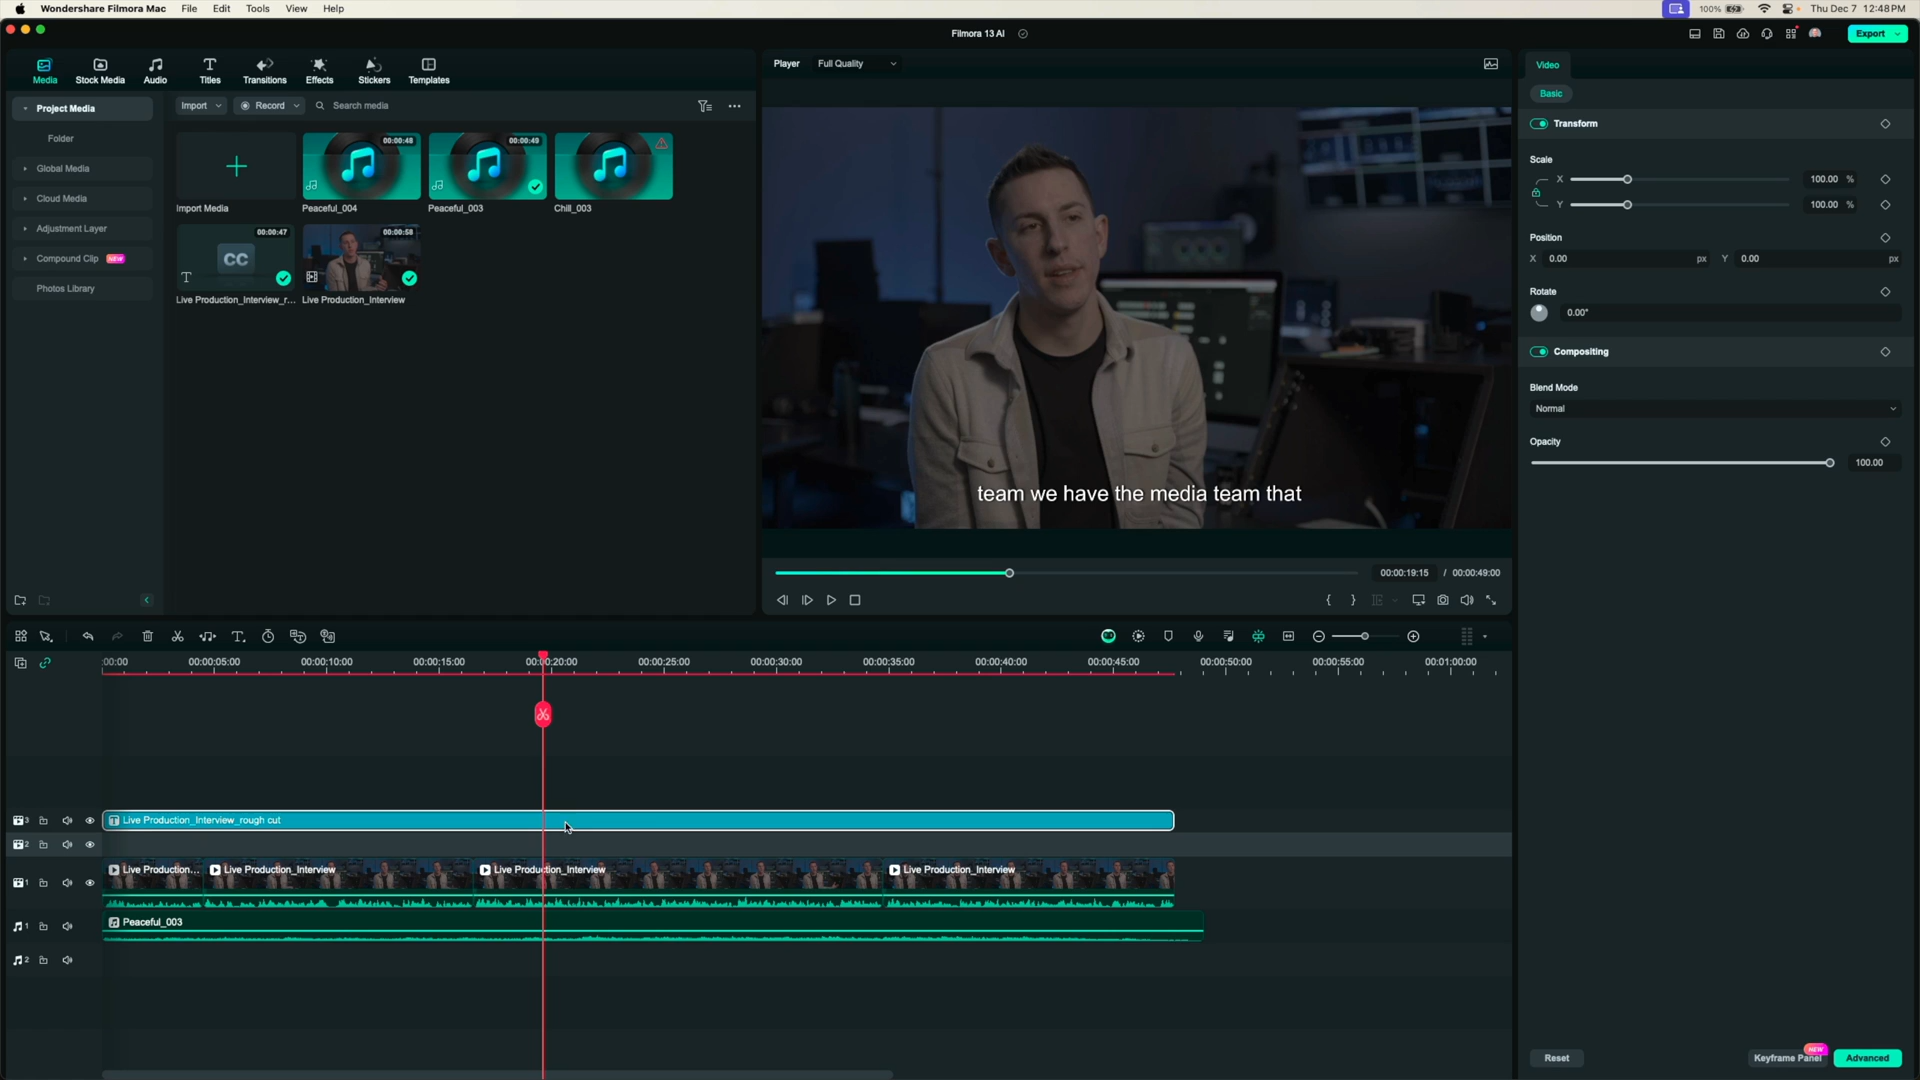 Wondershare Filmora Mac File Edit Tools View Help
100% Thu Dec 7 12:48 PM
Filmora 13 AI
Export
Media Stock Media Audio Titles Transitions Effects Stickers Templates
Project Media
Folder
Global Media
Cloud Media
Adjustment Layer
Compound Clip NEW
Photos Library
Import Record Search media
Import Media
00:00:48
Peaceful_004
00:00:49
Peaceful_003
Chill_003
00:00:47
CC
T
Live Production_Interview_r...
00:00:58
Live Production_Interview
Player Full Quality
team we have the media team that
00:00:19:15 / 00:00:49:00
{ }
Video
Basic
Transform
Scale
X 100.00 %
Y 100.00 %
Position
X 0.00 px Y 0.00 px
Rotate
0.00°
Compositing
Blend Mode
Normal
Opacity
100.00
Reset
Keyframe Panel NEW
Advanced
:00:00 00:00:05:00 00:00:10:00 00:00:15:00 00:00:20:00 00:00:25:00 00:00:30:00 00:00:35:00 00:00:40:00 00:00:45:00 00:00:50:00 00:00:55:00 00:01:00:00
3 T Live Production_Interview_rough cut
2
1 Live Production... Live Production_Interview Live Production_Interview Live Production_Interview
1 Peaceful_003
2